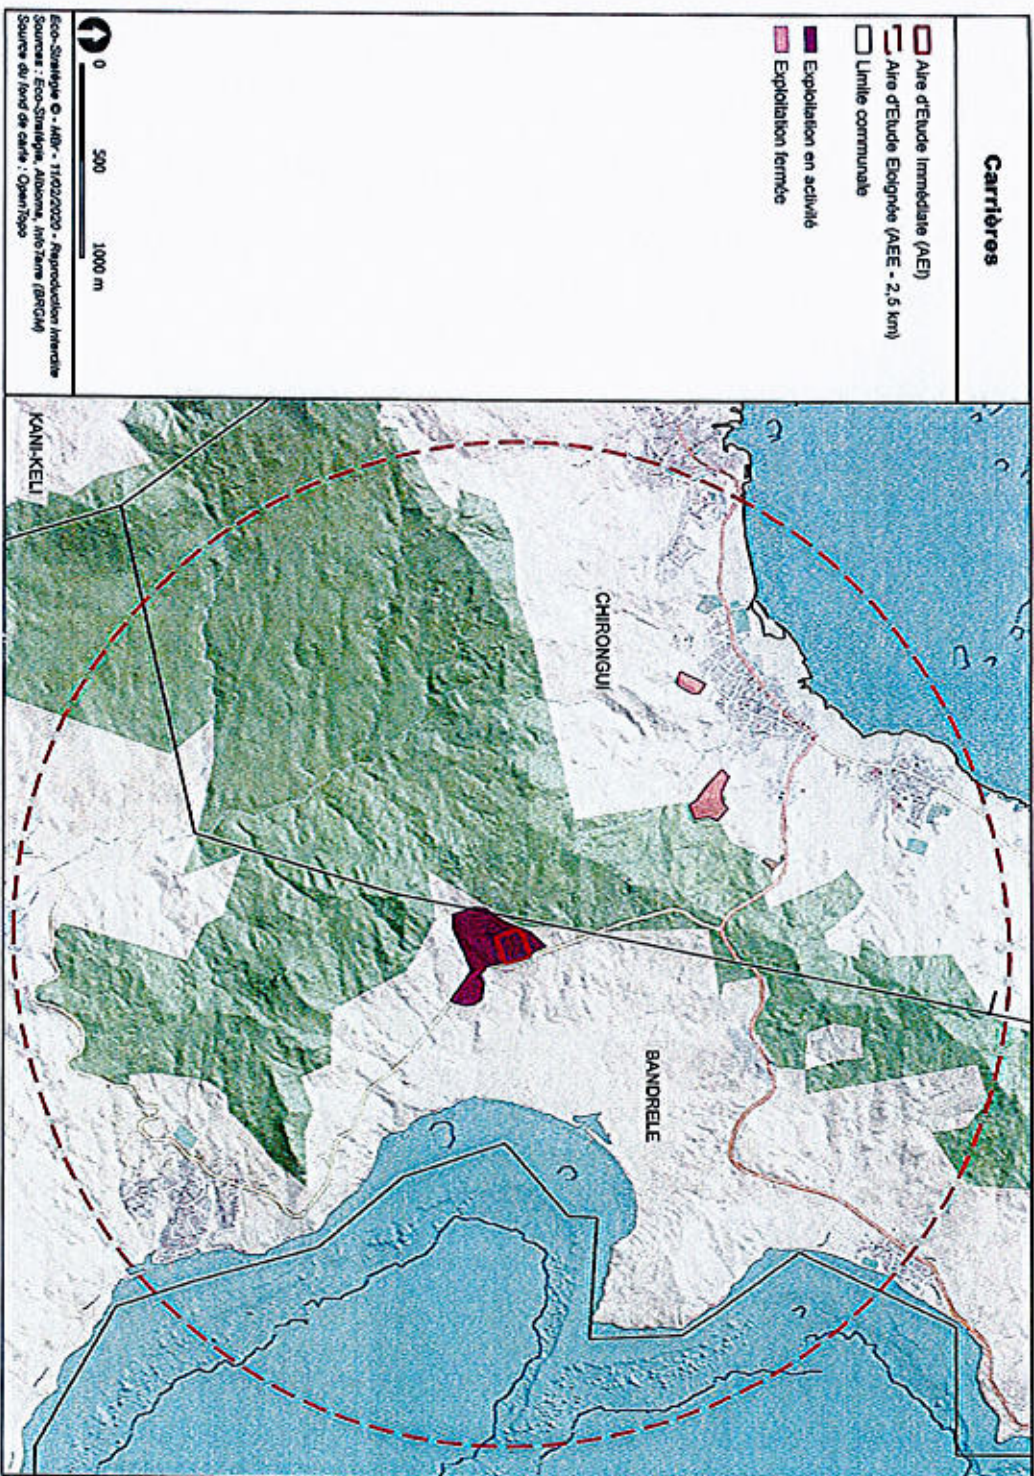 Carrières
Aire d'Etude Immédiate (AEI)
Aire d'Etude Eloignée (AEE - 2,5 km)
Limite communale
Exploitation en activité
Exploitation fermée
0 500 1000 m
Eco-Stratégie © - MBr - 11/02/2020 - Reproduction interdite
Sources : Eco-Stratégie, Albioma, InfoTerre (BRGM)
Source du fond de carte : OpenTopo
CHIRONGUI
BANDRELE
KANI-KELI